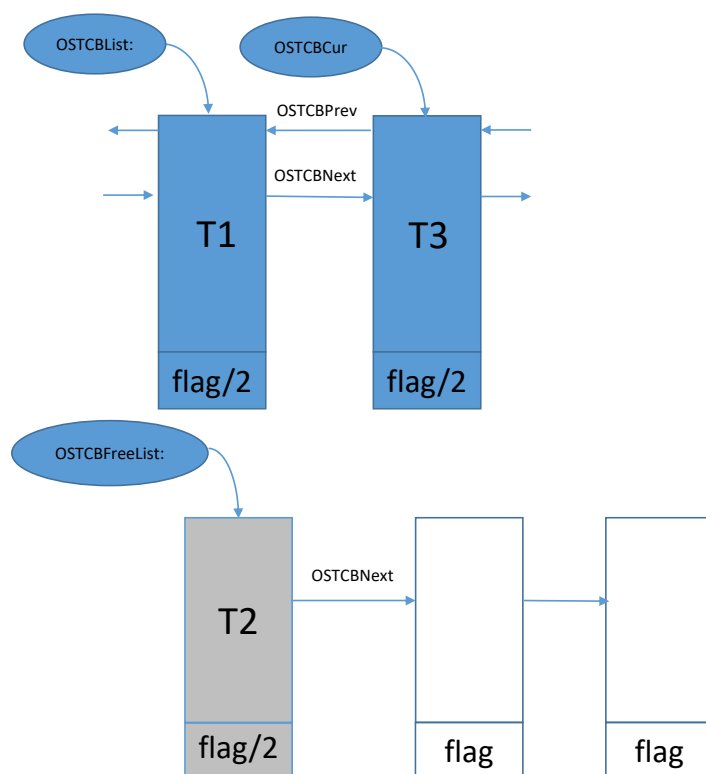 OSTCBList:
OSTCBCur
OSTCBPrev
OSTCBNext
T1
T3
flag/2
flag/2
OSTCBFreeList:
OSTCBNext
T2
flag/2
flag
flag